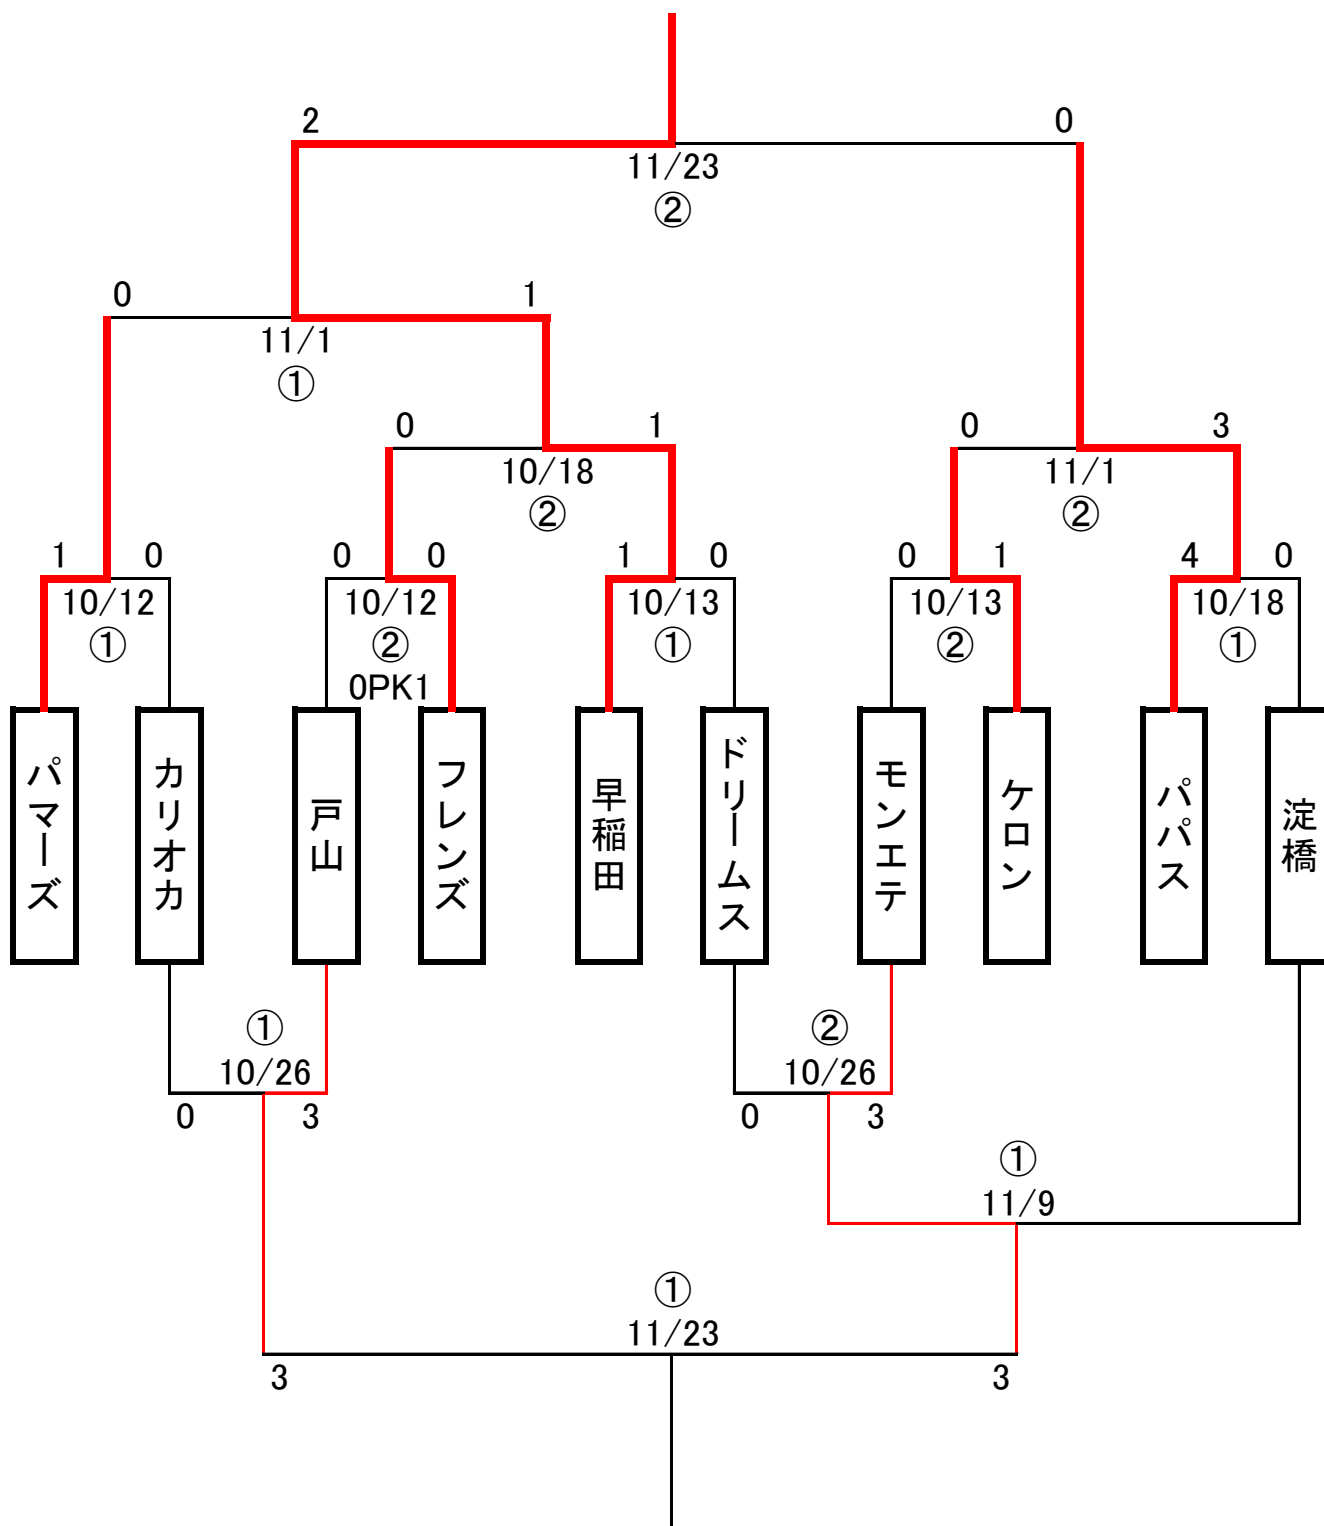 2 0
11/23
②
0 1
11/1
①
0 1 0 3
10/18 11/1
② ②
1 0 0 0 1 0 0 1 4 0
10/12 10/12 10/13 10/13 10/18
① ② ① ② ①
0PK1
パマーズ
カリオカ
戸山
フレンズ
早稲田
ドリームス
モンエテ
ケロン
パパス
淀橋
① ②
10/26 10/26
0 3 0 3
①
11/9
①
11/23
3 3